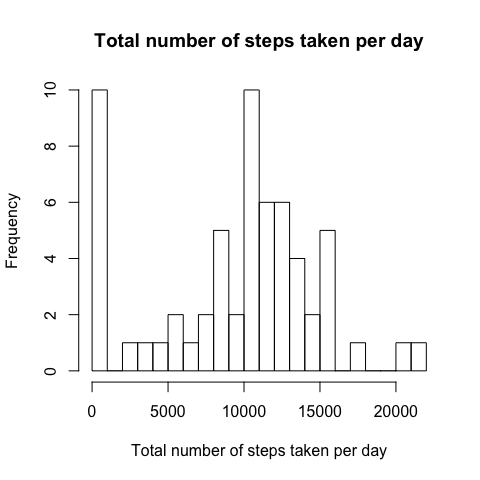 Total number of steps taken per day
Frequency
10
8
6
4
2
0
0 5000 10000 15000 20000
Total number of steps taken per day